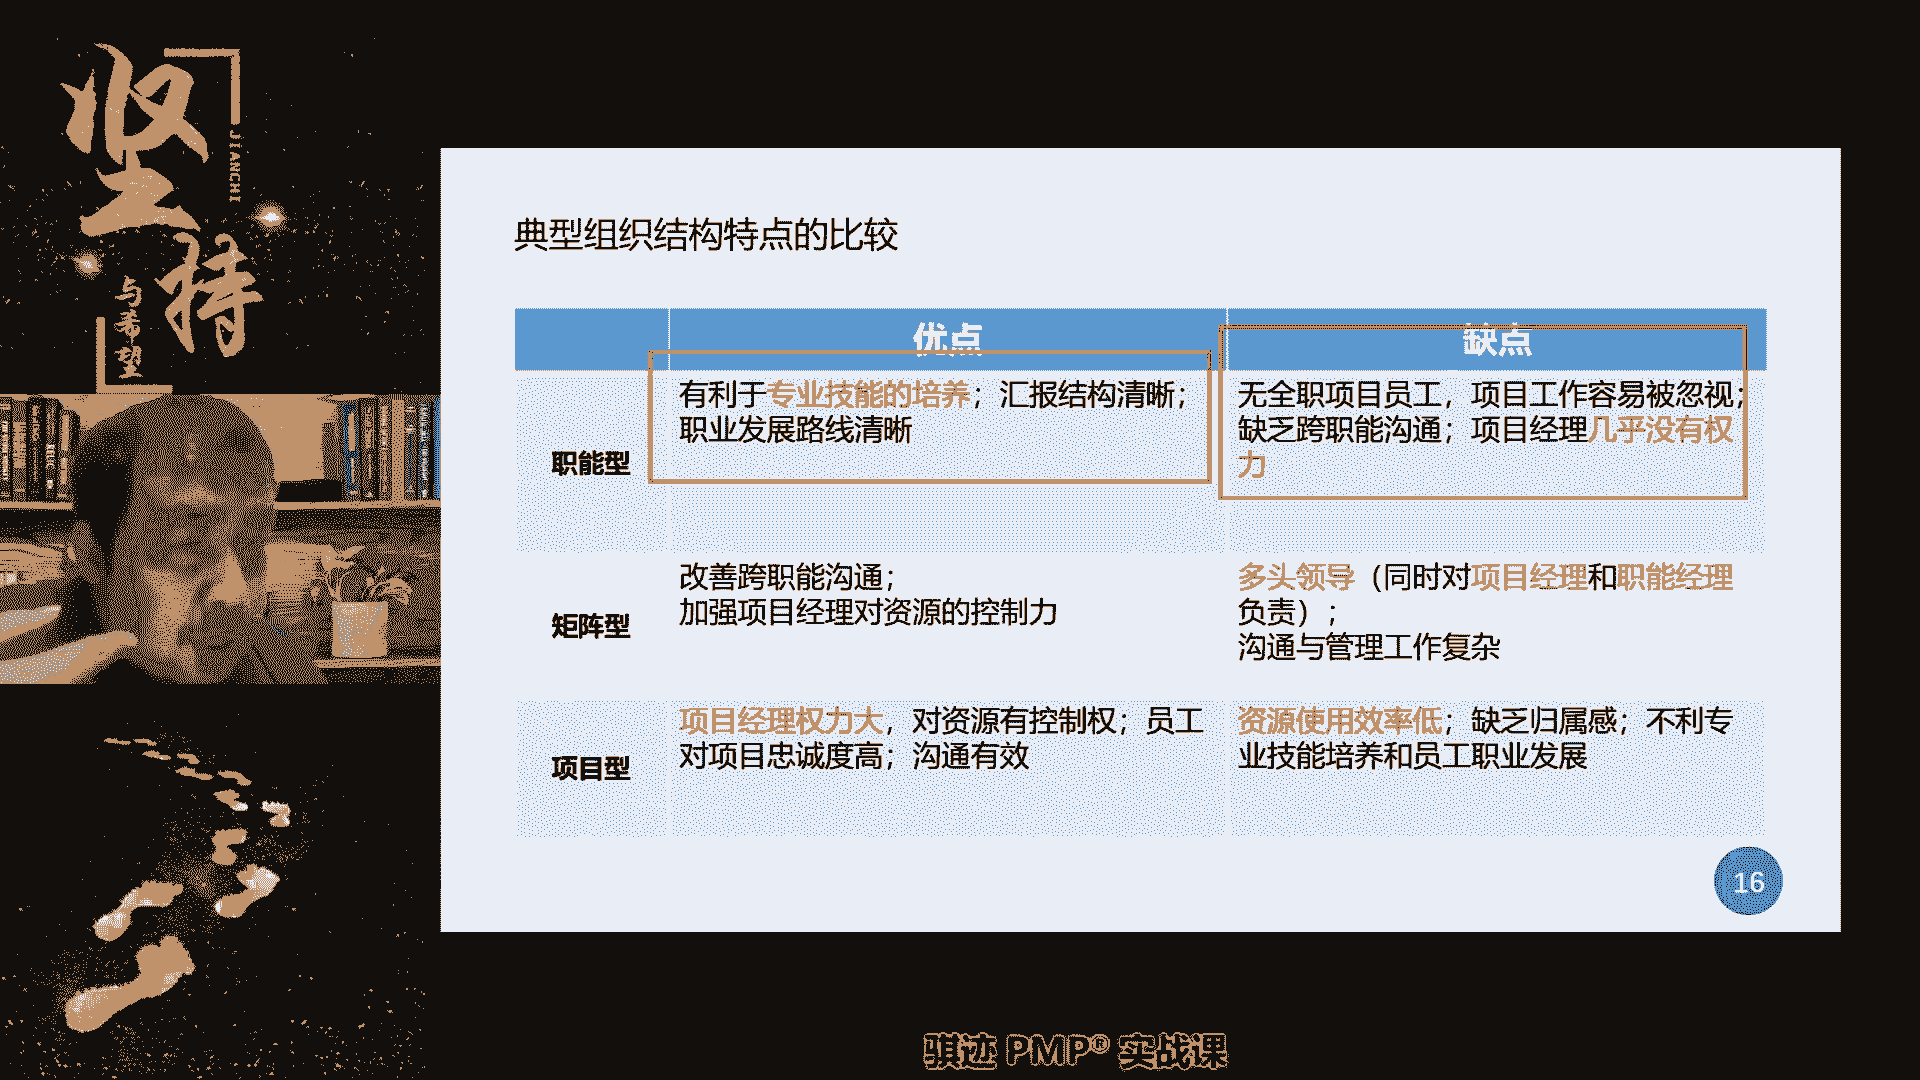 坚持
JIANCHI
与希望
典型组织结构特点的比较
优点
缺点
职能型
有利于专业技能的培养；汇报结构清晰；
职业发展路线清晰
无全职项目员工，项目工作容易被忽视；
缺乏跨职能沟通；项目经理几乎没有权
力
矩阵型
改善跨职能沟通；
加强项目经理对资源的控制力
多头领导（同时对项目经理和职能经理
负责）；
沟通与管理工作复杂
项目型
项目经理权力大，对资源有控制权；员工
对项目忠诚度高；沟通有效
资源使用效率低；缺乏归属感；不利专
业技能培养和员工职业发展
16
骐迹 PMP® 实战课